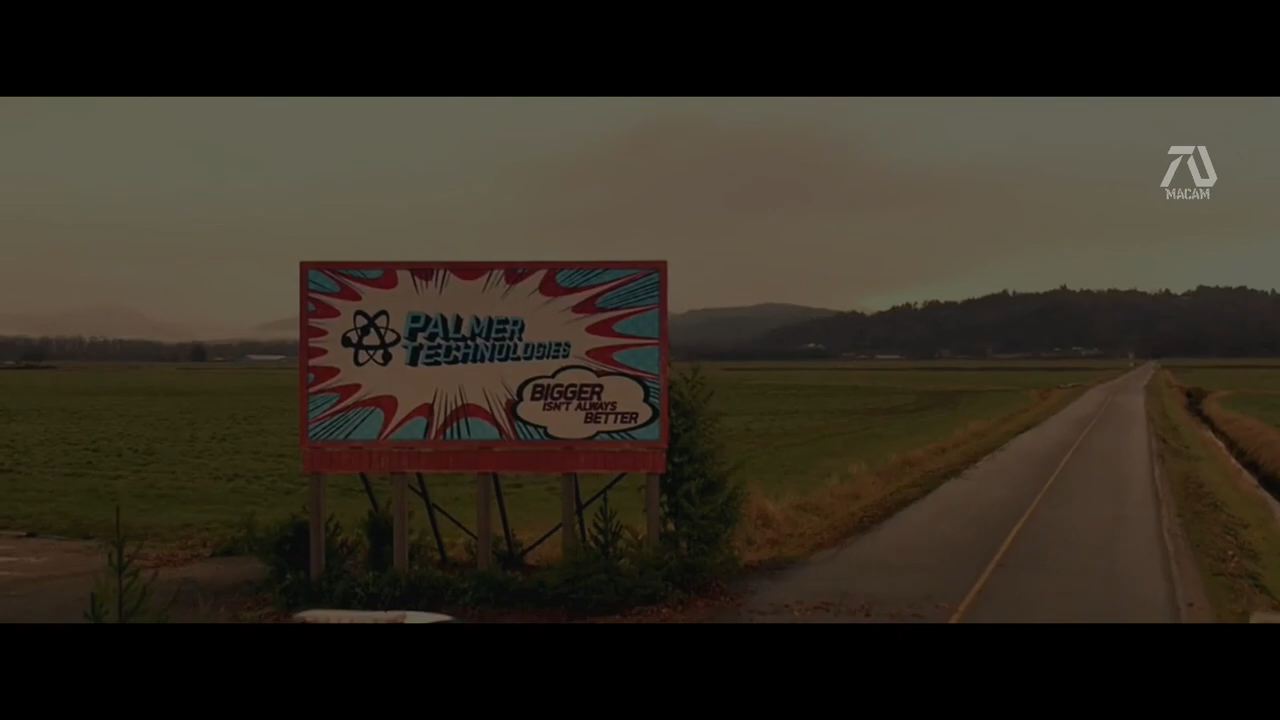 MACAM
PALMER
TECHNOLOGIES
BIGGER
ISN'T ALWAYS
BETTER